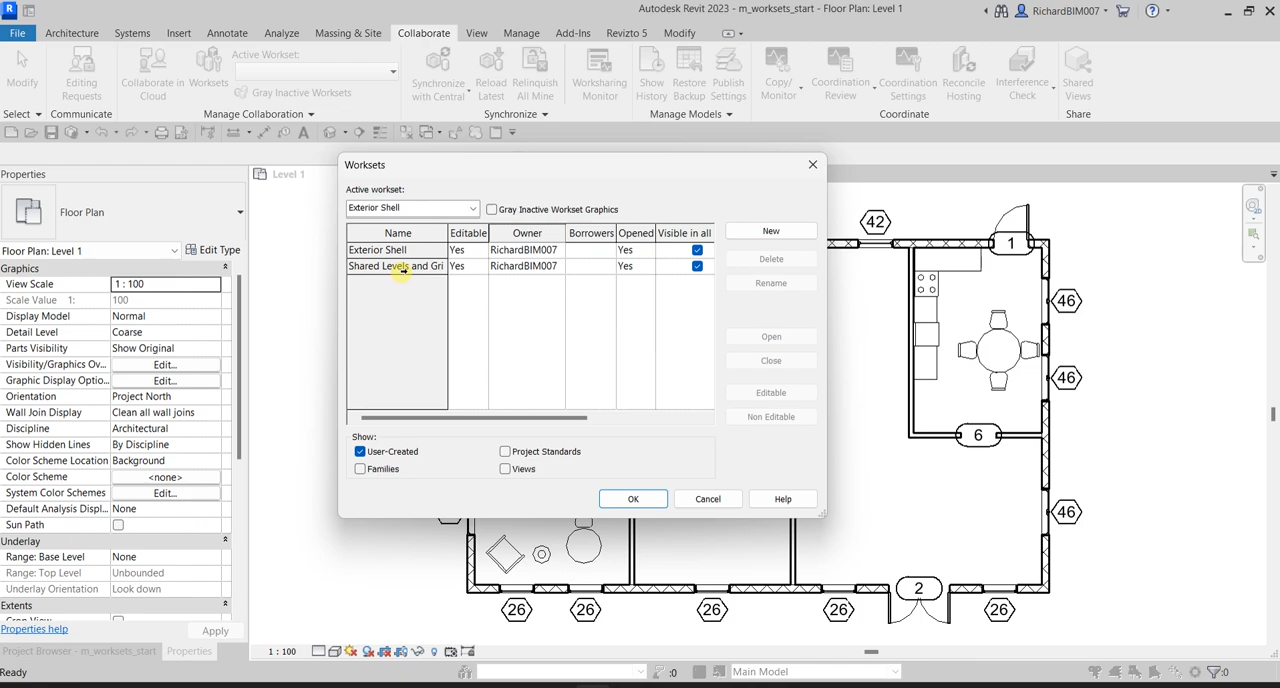 Autodesk Revit 2023 - m_worksets_start - Floor Plan: Level 1
RichardBIM007
File Architecture Systems Insert Annotate Analyze Massing & Site Collaborate View Manage Add-Ins Revizto 5 Modify
Modify
Editing Requests
Collaborate in Cloud
Worksets
Active Workset:
Gray Inactive Worksets
Synchronize with Central
Reload Latest
Relinquish All Mine
Worksharing Monitor
Show History
Restore Backup
Publish Settings
Copy/ Monitor
Coordination Review
Coordination Settings
Reconcile Hosting
Interference Check
Shared Views
Select Communicate Manage Collaboration Synchronize Manage Models Coordinate Share
Properties
Floor Plan
Floor Plan: Level 1 Edit Type
Graphics
View Scale 1 : 100
Scale Value 1: 100
Display Model Normal
Detail Level Coarse
Parts Visibility Show Original
Visibility/Graphics Ov... Edit...
Graphic Display Optio... Edit...
Orientation Project North
Wall Join Display Clean all wall joins
Discipline Architectural
Show Hidden Lines By Discipline
Color Scheme Location Background
Color Scheme <none>
System Color Schemes Edit...
Default Analysis Displ... None
Sun Path
Underlay
Range: Base Level None
Range: Top Level Unbounded
Underlay Orientation Look down
Extents
Properties help Apply
Project Browser - m_worksets_start Properties
Ready
Level 1
Worksets
Active workset:
Exterior Shell Gray Inactive Workset Graphics
Name Editable Owner Borrowers Opened Visible in all
Exterior Shell Yes RichardBIM007 Yes
Shared Levels and Gri Yes RichardBIM007 Yes
New
Delete
Rename
Open
Close
Editable
Non Editable
Show:
User-Created Project Standards
Families Views
OK Cancel Help
42
1
46
46
6
46
2
26 26 26 26 26
1 : 100
:0 Main Model :0